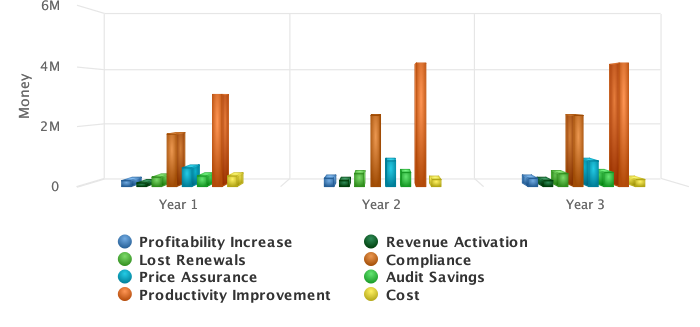 6M
4M
2M
0
Money
Year 1 Year 2 Year 3
Profitability Increase Revenue Activation
Lost Renewals Compliance
Price Assurance Audit Savings
Productivity Improvement Cost